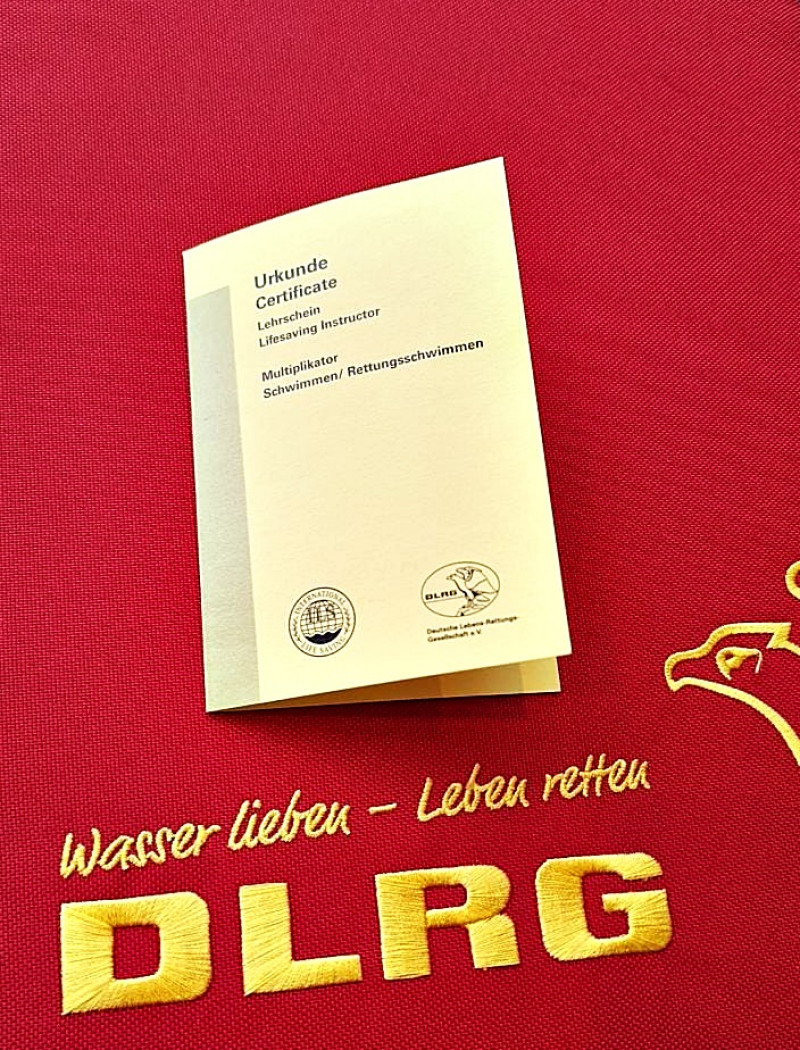 Urkunde
Certificate
Lehrschein
Lifesaving Instructor
Multiplikator
Schwimmen/ Rettungsschwimmen
INTERNATIONAL
ILS
LIFE SAVING
DLRG
Deutsche Lebens-Rettungs-
Gesellschaft e.V.
Wasser lieben – Leben retten
DLRG